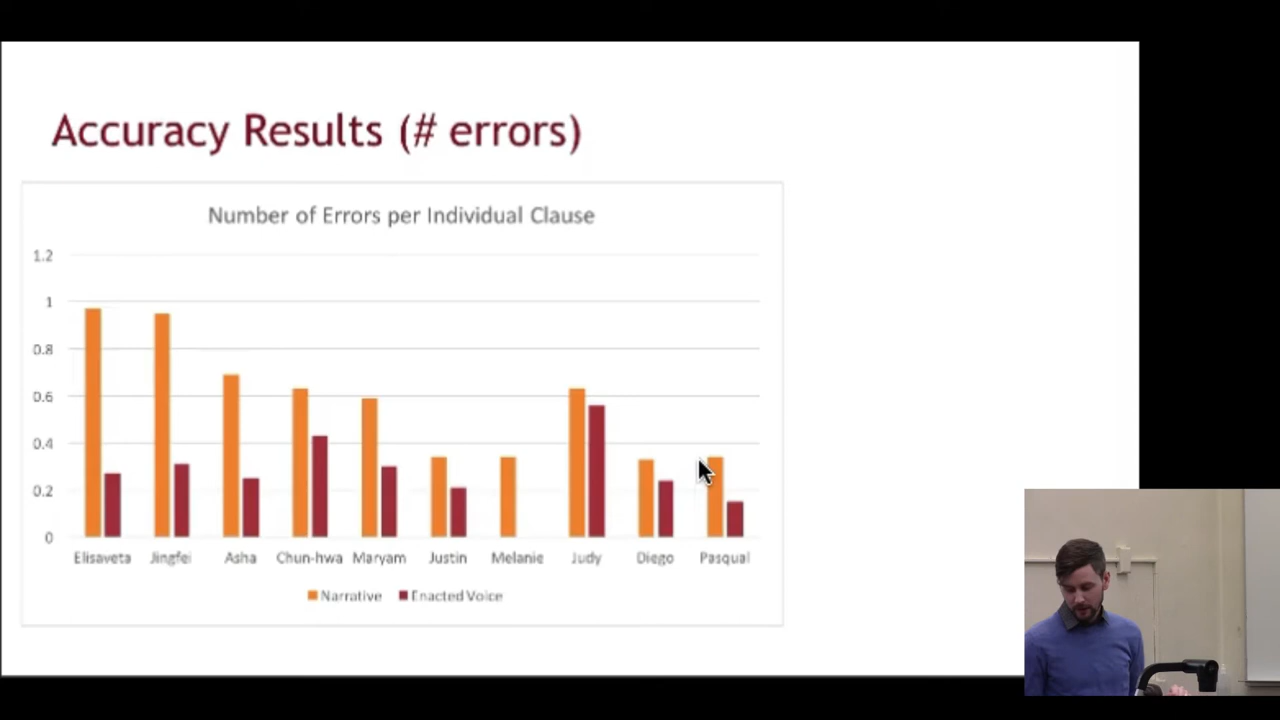 Accuracy Results (# errors)
Number of Errors per Individual Clause
1.2
1
0.8
0.6
0.4
0.2
0
Elisaveta Jingfei Asha Chun-hwa Maryam Justin Melanie Judy Diego Pasqual
Narrative Enacted Voice